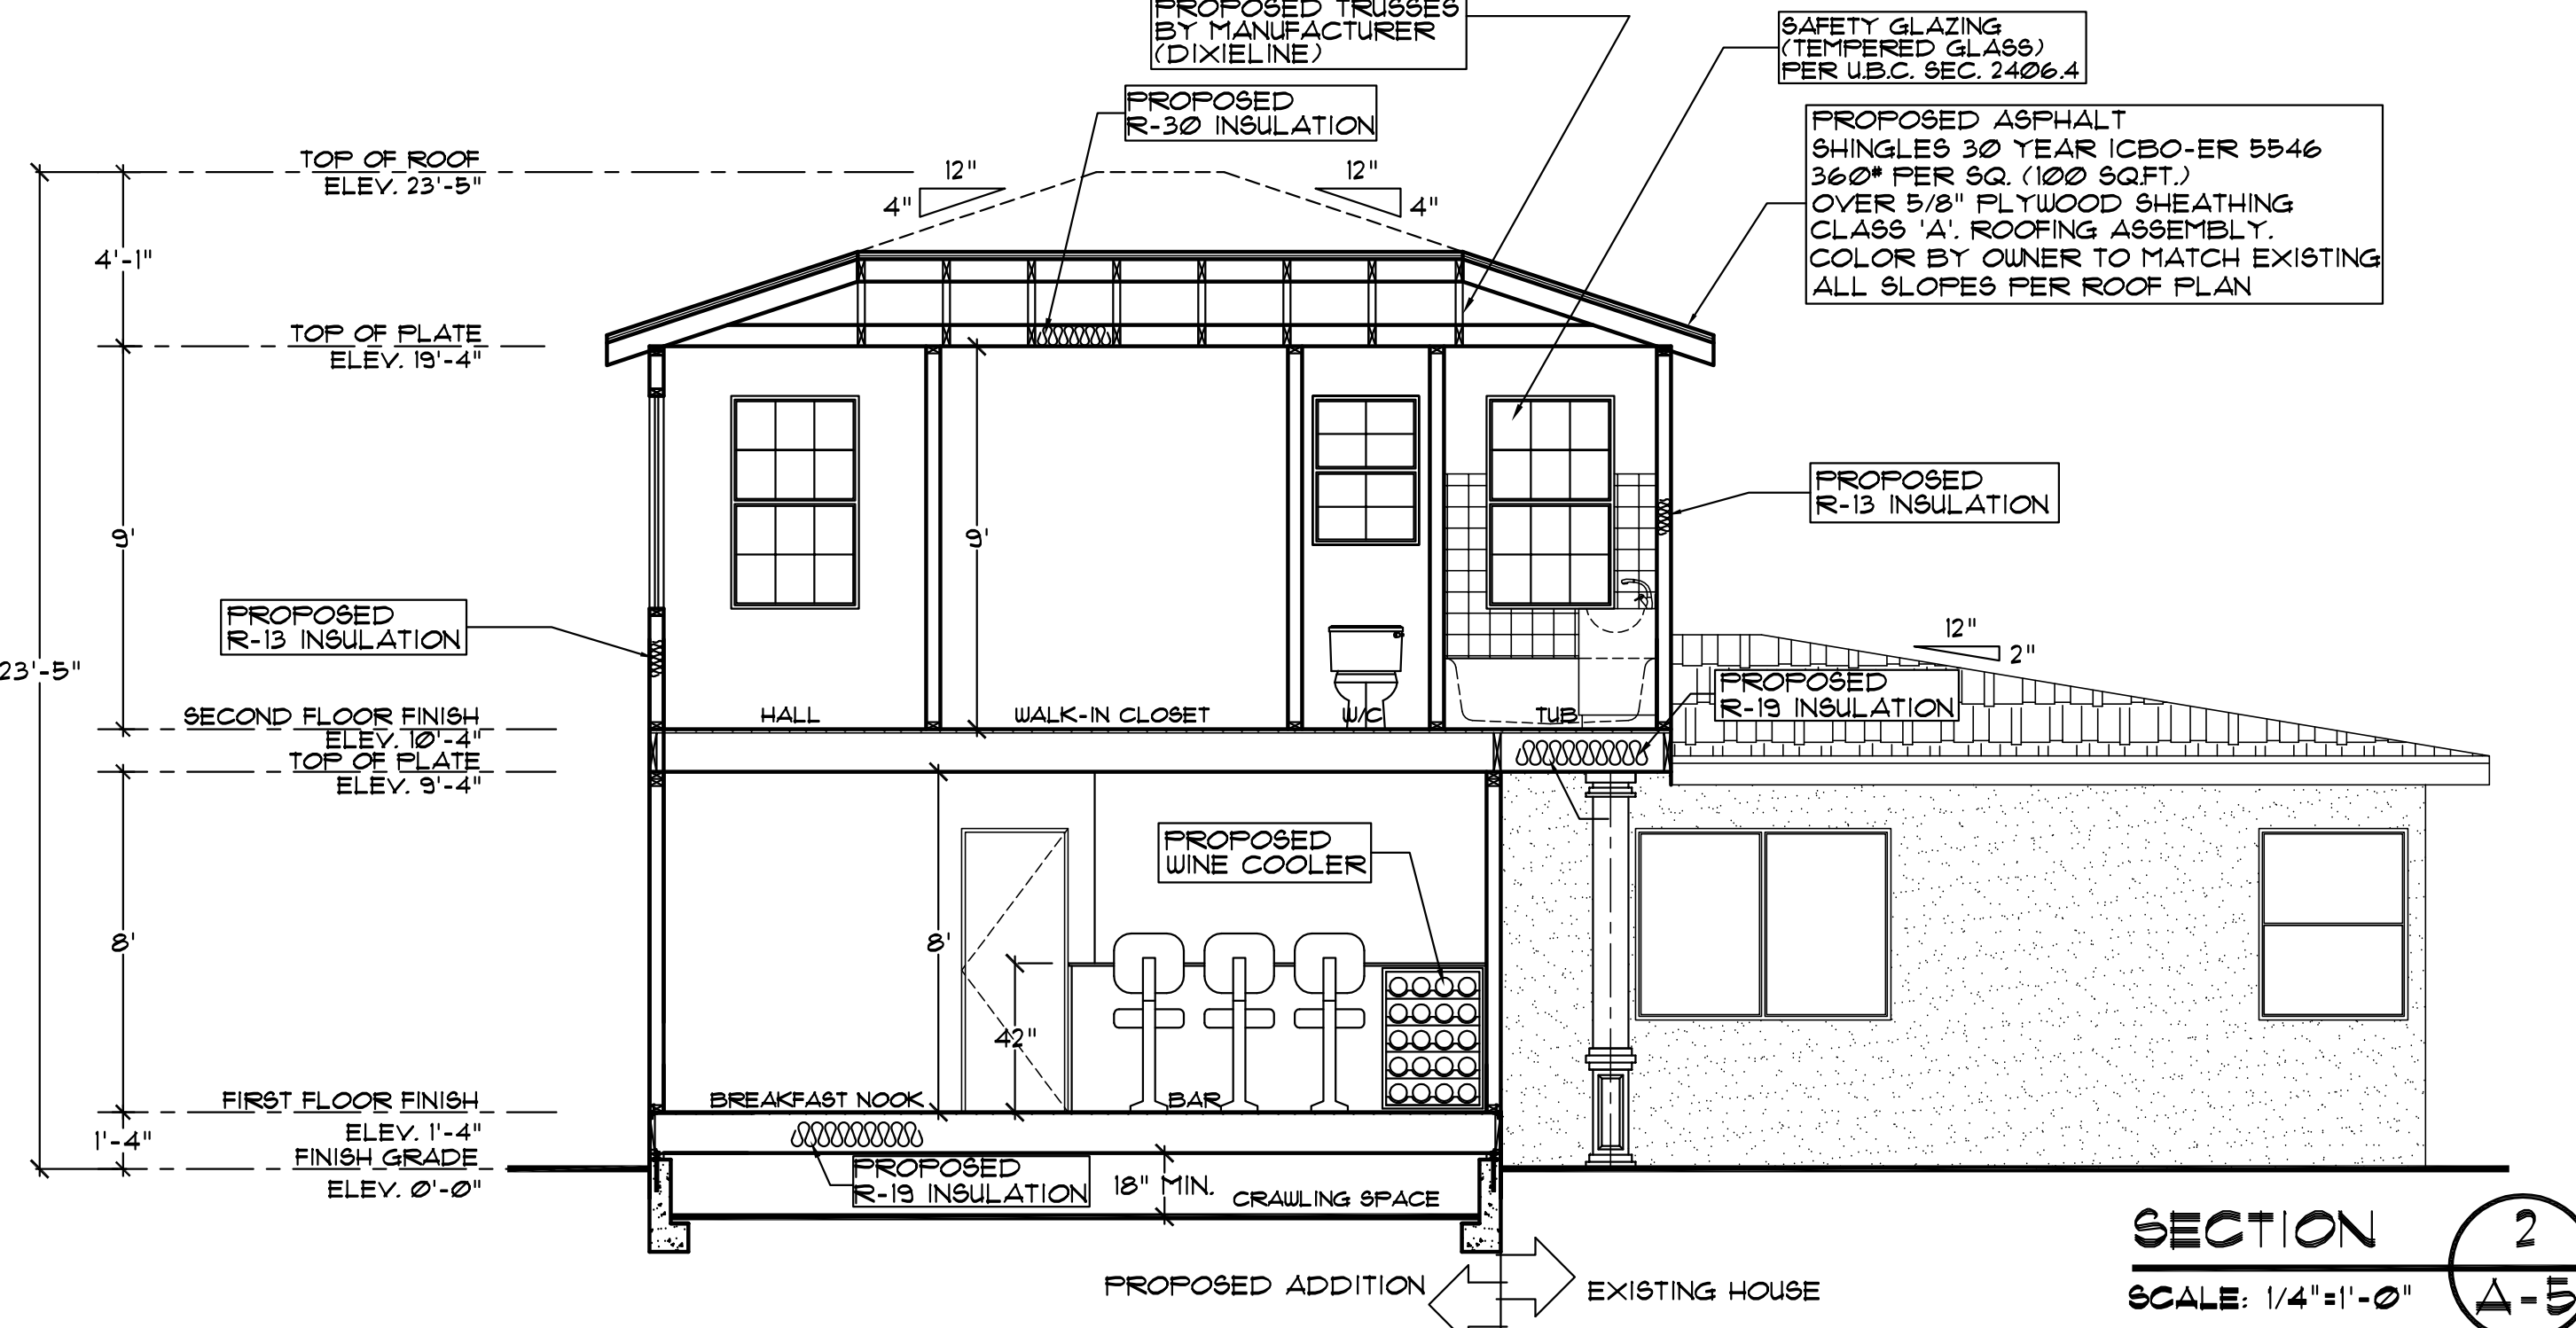 PROPOSED TRUSSES
BY MANUFACTURER
(DIXIELINE)
SAFETY GLAZING
(TEMPERED GLASS)
PER U.B.C. SEC. 2406.4
PROPOSED
R-30 INSULATION
PROPOSED ASPHALT
SHINGLES 30 YEAR ICBO-ER 5546
360# PER SQ. (100 SQ.FT.)
OVER 5/8" PLYWOOD SHEATHING
CLASS 'A'. ROOFING ASSEMBLY.
COLOR BY OWNER TO MATCH EXISTING
ALL SLOPES PER ROOF PLAN
TOP OF ROOF
ELEV. 23'-5"
12"
4"
12"
4"
4'-1"
TOP OF PLATE
ELEV. 19'-4"
9'
9'
PROPOSED
R-13 INSULATION
PROPOSED
R-13 INSULATION
12"
2"
23'-5"
PROPOSED
R-19 INSULATION
HALL
WALK-IN CLOSET
W/C
TUB
SECOND FLOOR FINISH
ELEV. 10'-4"
TOP OF PLATE
ELEV. 9'-4"
PROPOSED
WINE COOLER
8'
8'
42"
BREAKFAST NOOK
BAR
FIRST FLOOR FINISH
ELEV. 1'-4"
1'-4"
FINISH GRADE
ELEV. 0'-0"
PROPOSED
R-19 INSULATION
18" MIN.
CRAWLING SPACE
PROPOSED ADDITION
EXISTING HOUSE
SECTION
2
SCALE: 1/4"=1'-0"
A-5